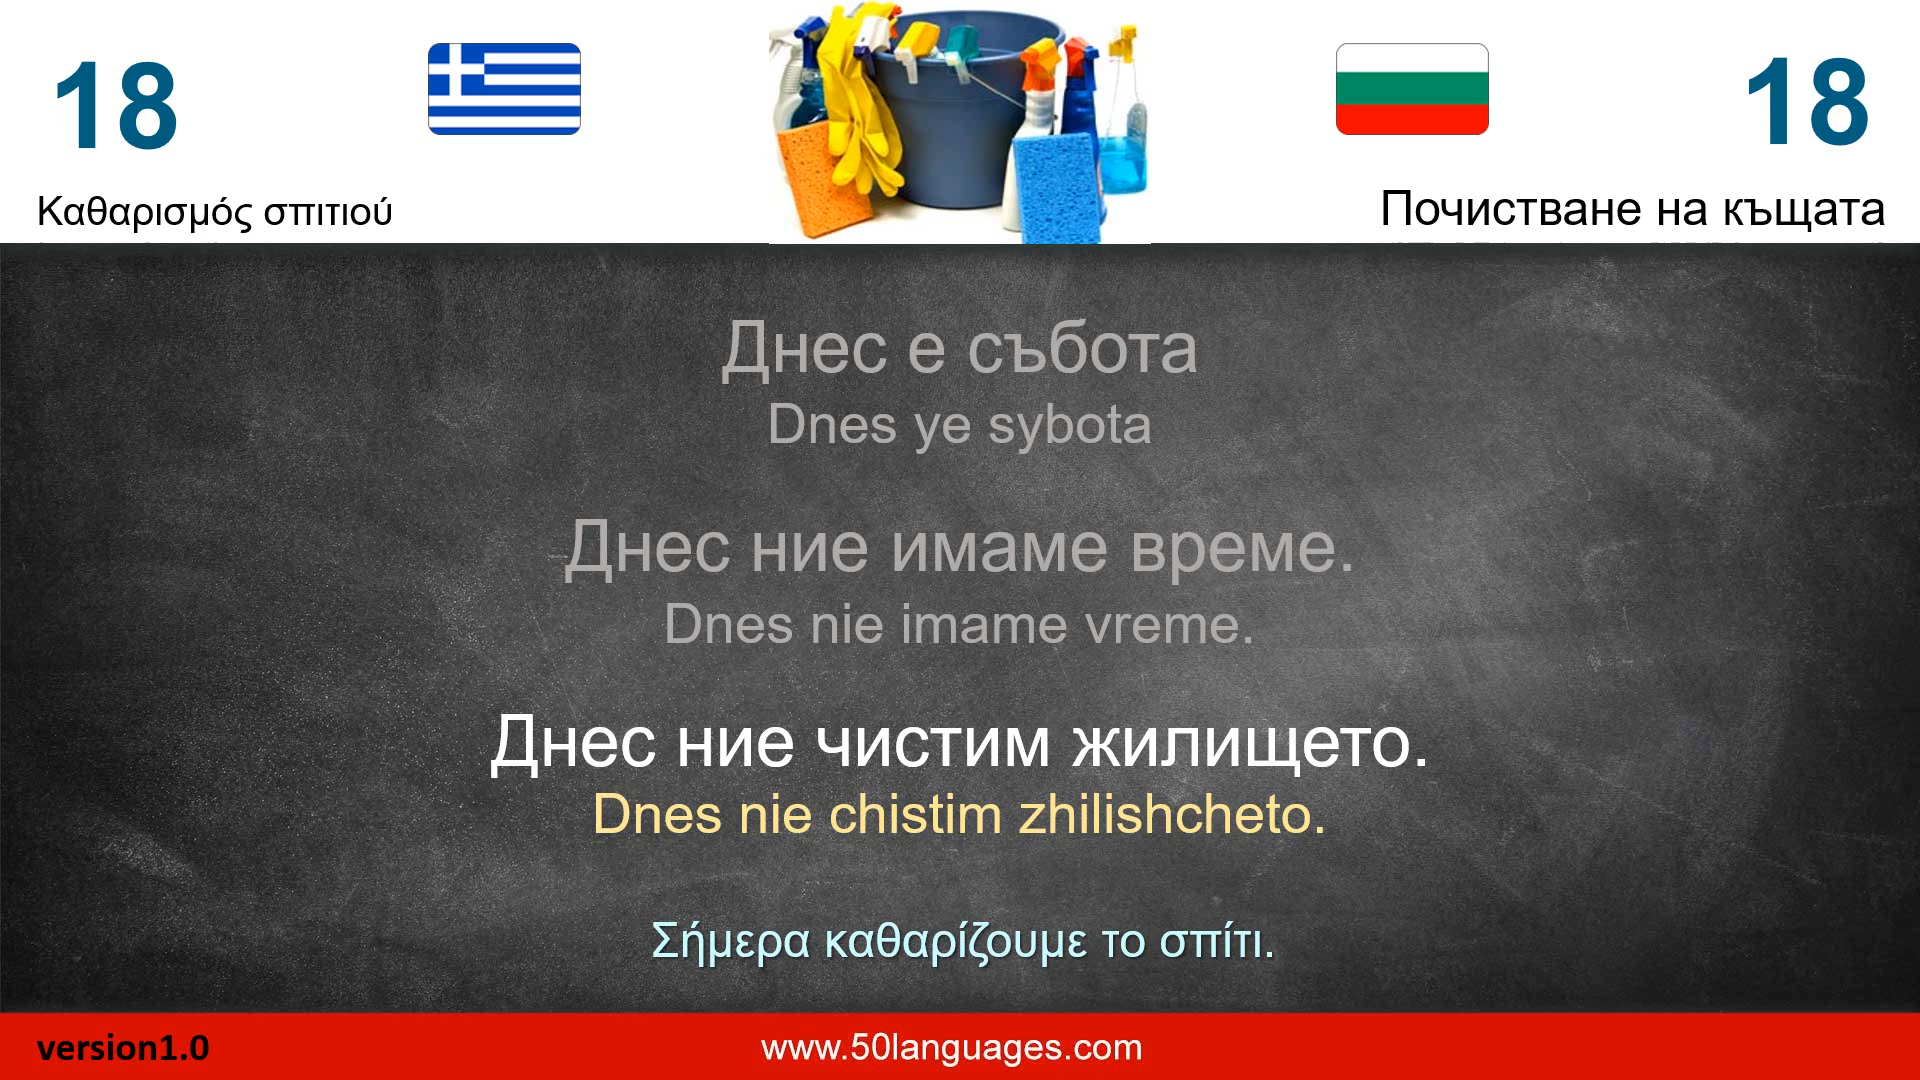 18
18
Καθαρισμός σπιτιού
Почистване на къщата
Днес е събота
Dnes ye sybota
Днес ние имаме време.
Dnes nie imame vreme.
Днес ние чистим жилището.
Dnes nie chistim zhilishcheto.
Σήμερα καθαρίζουμε το σπίτι.
version1.0
www.50languages.com